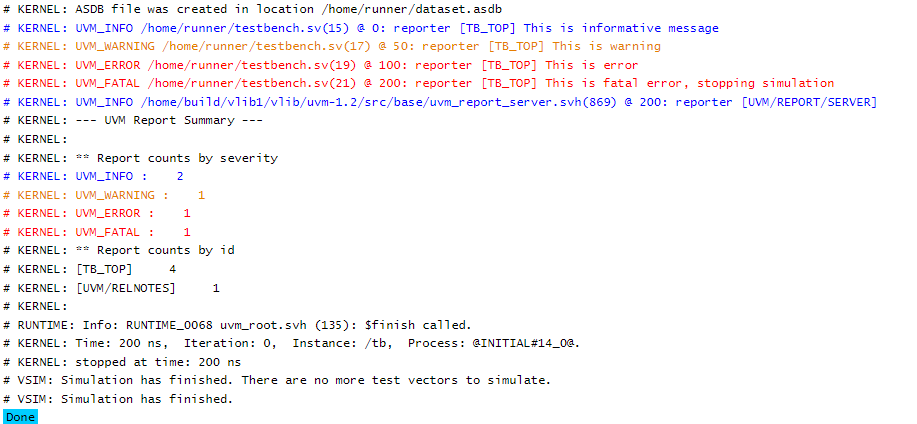 # KERNEL: ASDB file was created in location /home/runner/dataset.asdb
# KERNEL: UVM_INFO /home/runner/testbench.sv(15) @ 0: reporter [TB_TOP] This is informative message
# KERNEL: UVM_WARNING /home/runner/testbench.sv(17) @ 50: reporter [TB_TOP] This is warning
# KERNEL: UVM_ERROR /home/runner/testbench.sv(19) @ 100: reporter [TB_TOP] This is error
# KERNEL: UVM_FATAL /home/runner/testbench.sv(21) @ 200: reporter [TB_TOP] This is fatal error, stopping simulation
# KERNEL: UVM_INFO /home/build/vlib1/vlib/uvm-1.2/src/base/uvm_report_server.svh(869) @ 200: reporter [UVM/REPORT/SERVER]
# KERNEL: --- UVM Report Summary ---
# KERNEL:
# KERNEL: ** Report counts by severity
# KERNEL: UVM_INFO :    2
# KERNEL: UVM_WARNING :    1
# KERNEL: UVM_ERROR :    1
# KERNEL: UVM_FATAL :    1
# KERNEL: ** Report counts by id
# KERNEL: [TB_TOP]     4
# KERNEL: [UVM/RELNOTES]     1
# KERNEL:
# RUNTIME: Info: RUNTIME_0068 uvm_root.svh (135): $finish called.
# KERNEL: Time: 200 ns,  Iteration: 0,  Instance: /tb,  Process: @INITIAL#14_0@.
# KERNEL: stopped at time: 200 ns
# VSIM: Simulation has finished. There are no more test vectors to simulate.
# VSIM: Simulation has finished.
Done